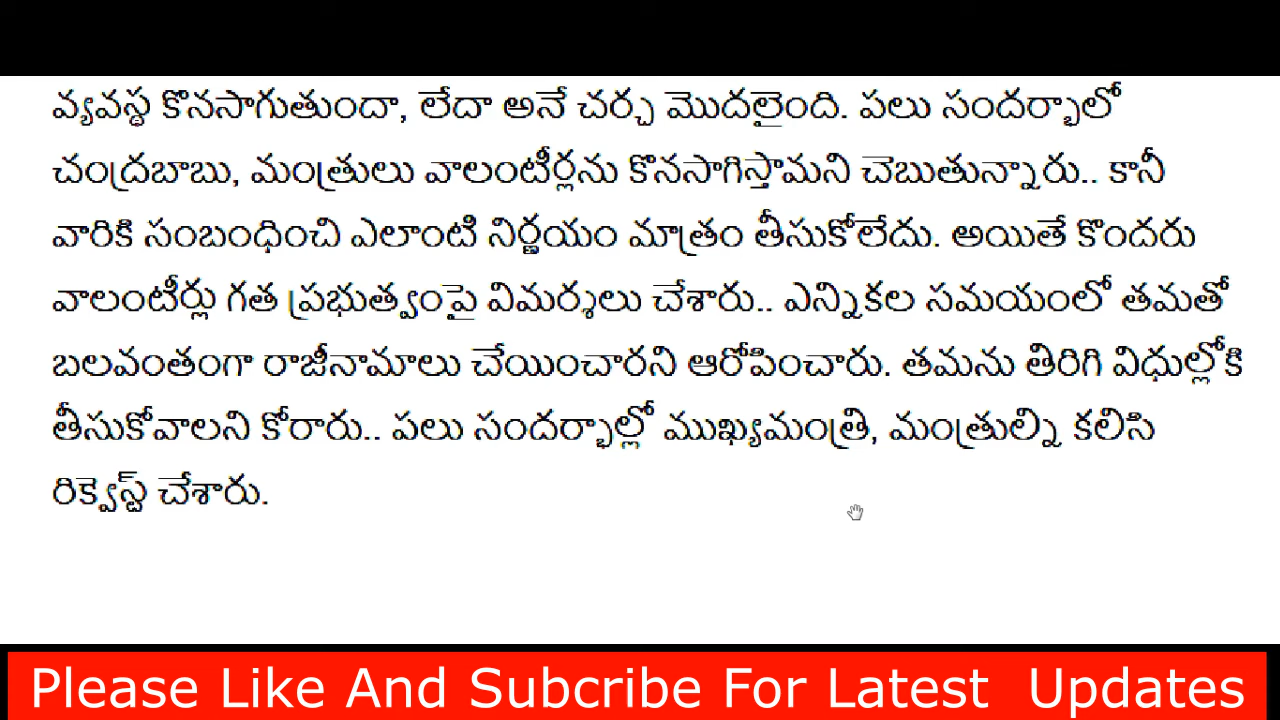 వ్యవస్థ కొనసాగుతుందా, లేదా అనే చర్చ మొదలైంది. పలు సందర్భాలో
చంద్రబాబు, మంత్రులు వాలంటీర్లను కొనసాగిస్తామని చెబుతున్నారు.. కానీ
వారికి సంబంధించి ఎలాంటి నిర్ణయం మాత్రం తీసుకోలేదు. అయితే కొందరు
వాలంటీర్లు గత ప్రభుత్వంపై విమర్శలు చేశారు.. ఎన్నికల సమయంలో తమతో
బలవంతంగా రాజీనామాలు చేయించారని ఆరోపించారు. తమను తిరిగి విధుల్లోకి
తీసుకోవాలని కోరారు.. పలు సందర్భాల్లో ముఖ్యమంత్రి, మంత్రుల్ని కలిసి
రిక్వెస్ట్ చేశారు.
Please Like And Subcribe For Latest  Updates